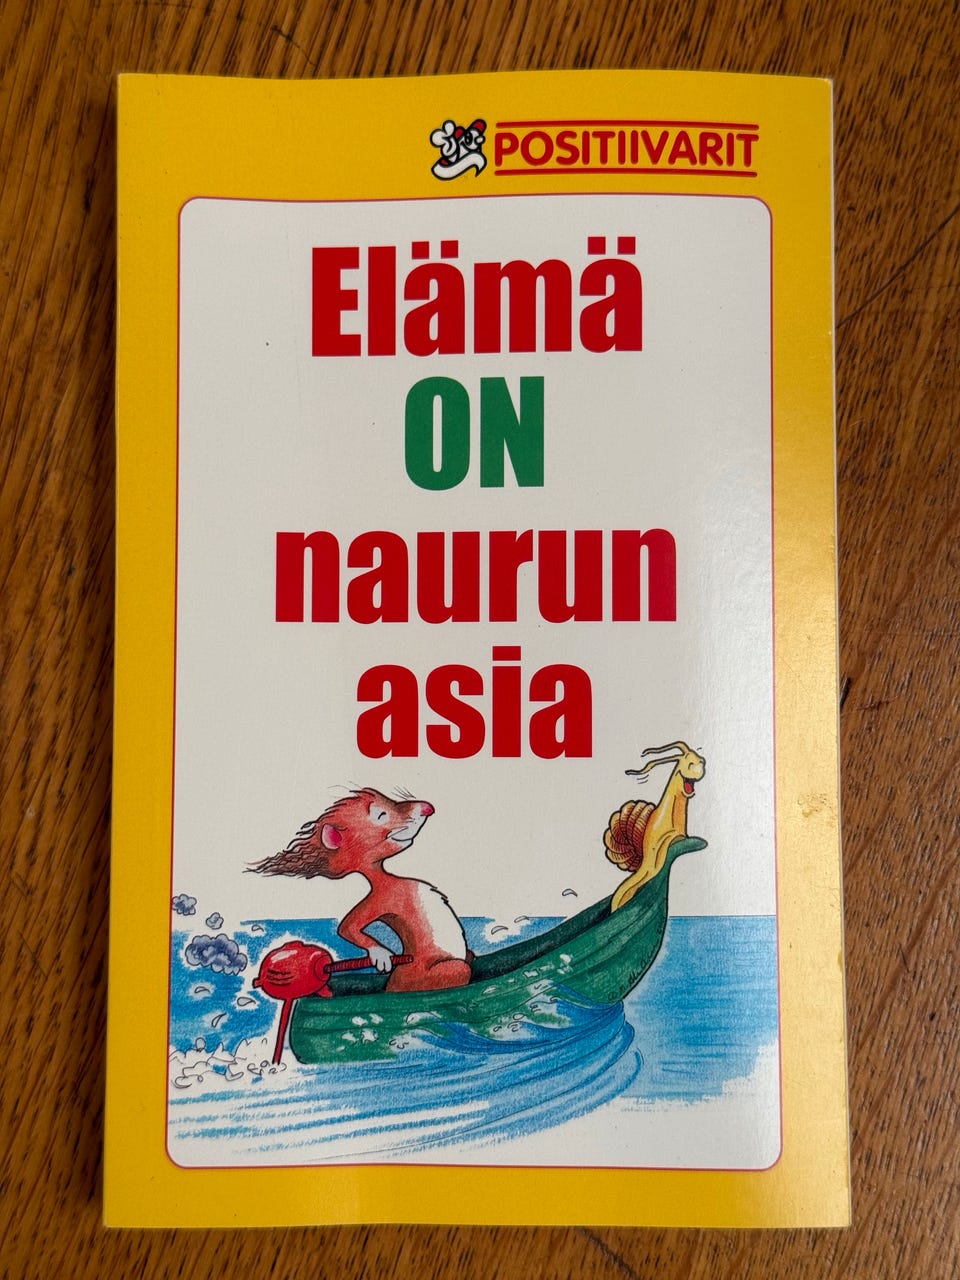 POSITIIVARIT
Elämä
ON
naurun
asia